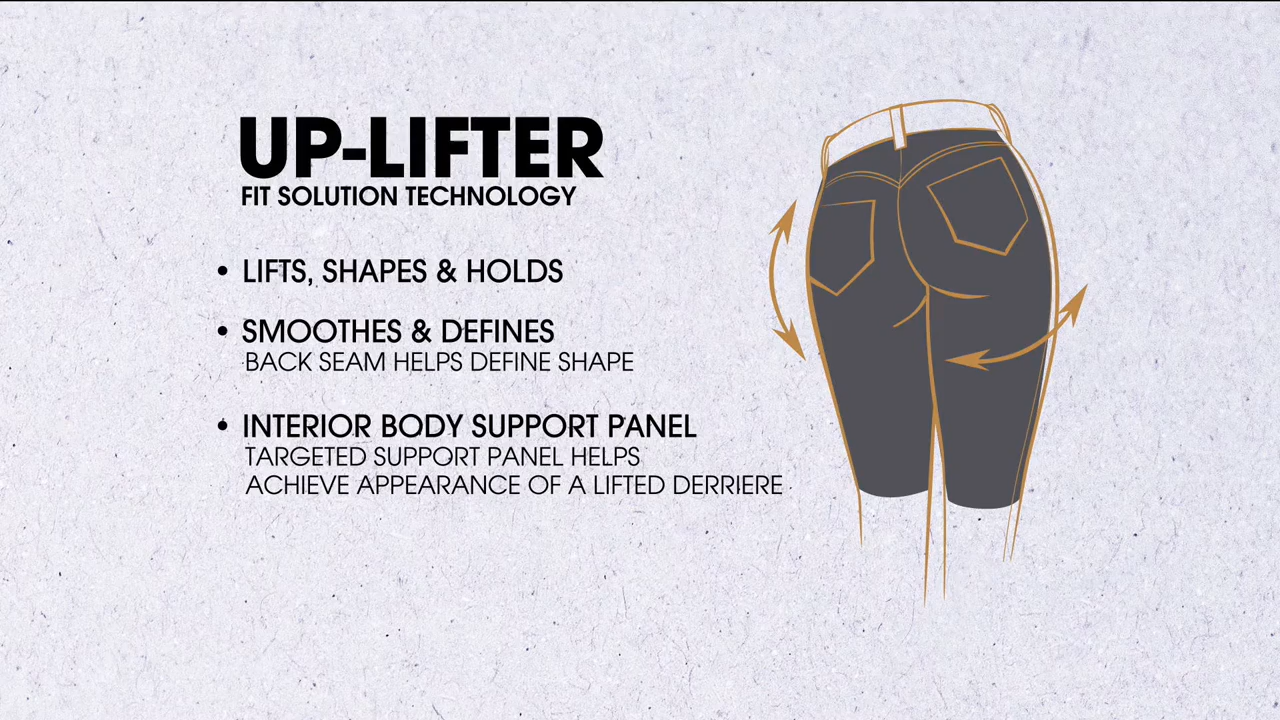 UP-LIFTER
FIT SOLUTION TECHNOLOGY
• LIFTS, SHAPES & HOLDS
• SMOOTHES & DEFINES
BACK SEAM HELPS DEFINE SHAPE
• INTERIOR BODY SUPPORT PANEL
TARGETED SUPPORT PANEL HELPS
ACHIEVE APPEARANCE OF A LIFTED DERRIERE